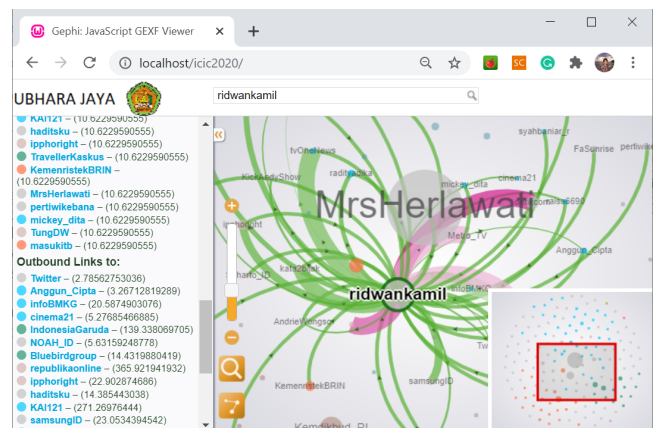 Gephi: JavaScript GEXF Viewer
localhost/icic2020/
SC
UBHARA JAYA
ridwankamil
KAI121 – (10.6229590555)
haditsku – (10.6229590555)
ipphoright – (10.6229590555)
TravellerKaskus – (10.6229590555)
KemenristekBRIN –
(10.6229590555)
MrsHerlawati – (10.6229590555)
pertiwikebana – (10.6229590555)
mickey_dita – (10.6229590555)
TungDW – (10.6229590555)
masukitb – (10.6229590555)
Outbound Links to:
Twitter – (2.78562753036)
Anggun_Cipta – (3.26712819289)
infoBMKG – (20.5874903076)
cinema21 – (5.27685466885)
IndonesiaGaruda – (139.338069705)
NOAH_ID – (5.63159248778)
Bluebirdgroup – (14.4319880419)
republikaonline – (365.921941932)
ipphoright – (22.902874686)
haditsku – (14.385443038)
KAI121 – (271.26976444)
samsungID – (23.0534394542)
syahbaniar_r
tvOneNews
FaSunrise
KickAndyShow
radityadika
cinema21
mickey_dita
MrsHerlawati
Metro_TV
Anggun_Cipta
ridwankamil
AndrieWongso
KemenristekBRIN
samsungID